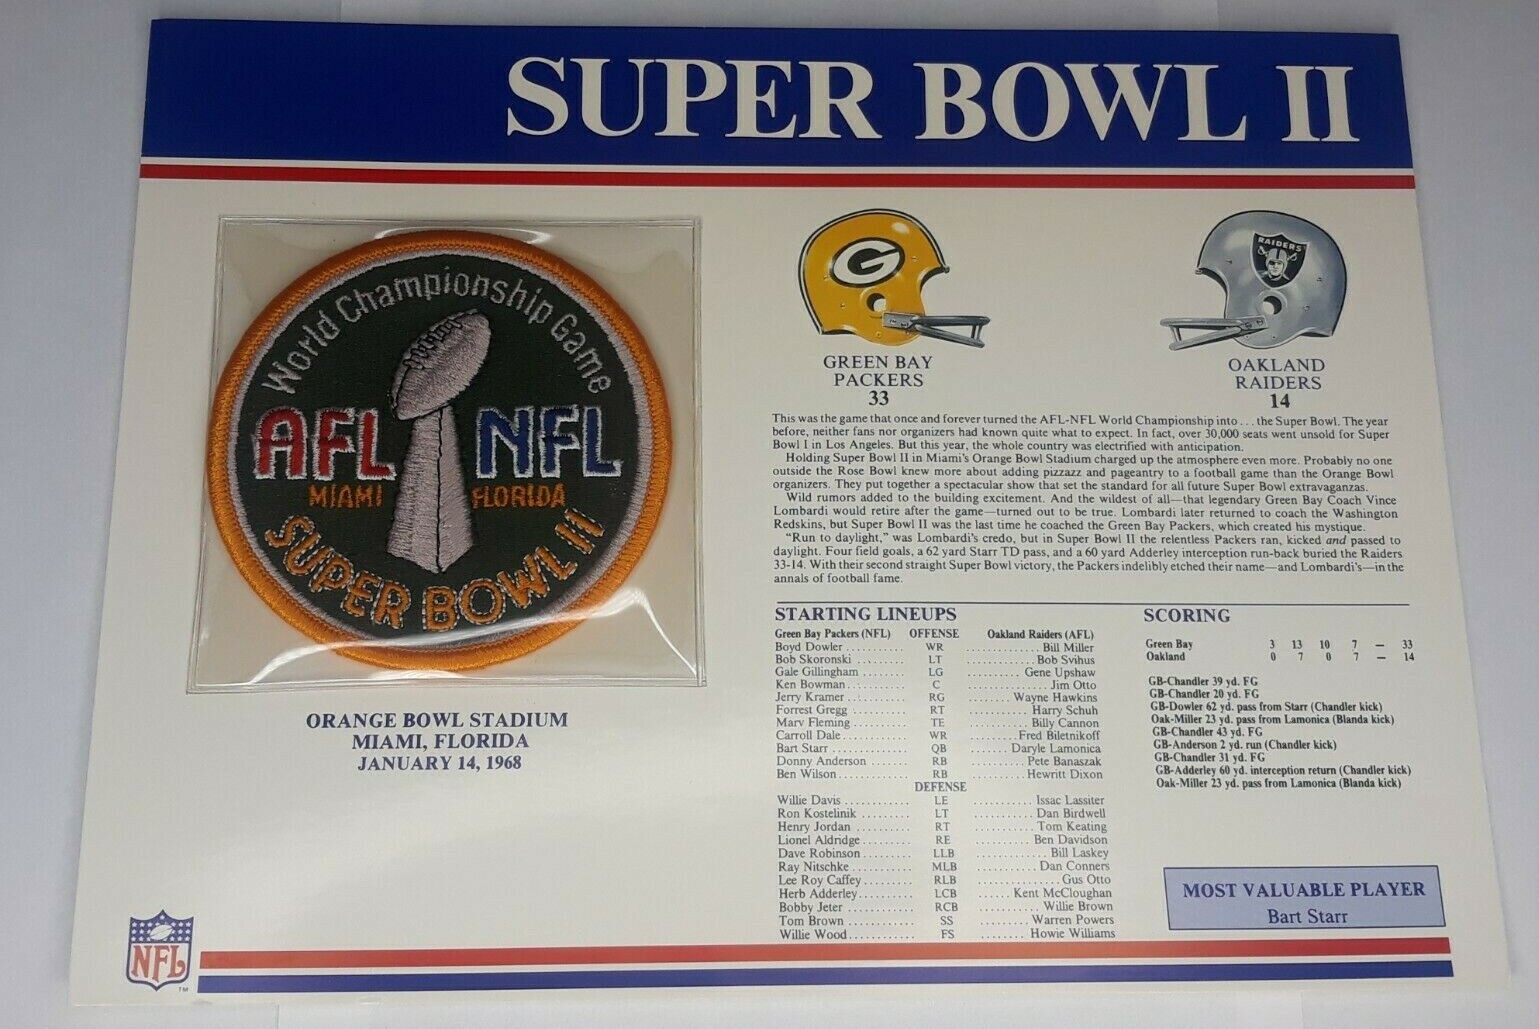 SUPER BOWL II
World Championship Game
AFL NFL
MIAMI FLORIDA
SUPER BOWL II
ORANGE BOWL STADIUM
MIAMI, FLORIDA
JANUARY 14, 1968
G
GREEN BAY
PACKERS
33
RAIDERS
OAKLAND
RAIDERS
14
This was the game that once and forever turned the AFL-NFL World Championship into . . . the Super Bowl. The year
before, neither fans nor organizers had known quite what to expect. In fact, over 30,000 seats went unsold for Super
Bowl I in Los Angeles. But this year, the whole country was electrified with anticipation.
Holding Super Bowl II in Miami's Orange Bowl Stadium charged up the atmosphere even more. Probably no one
outside the Rose Bowl knew more about adding pizzazz and pageantry to a football game than the Orange Bowl
organizers. They put together a spectacular show that set the standard for all future Super Bowl extravaganzas.
Wild rumors added to the building excitement. And the wildest of all—that legendary Green Bay Coach Vince
Lombardi would retire after the game—turned out to be true. Lombardi later returned to coach the Washington
Redskins, but Super Bowl II was the last time he coached the Green Bay Packers, which created his mystique.
"Run to daylight," was Lombardi's credo, but in Super Bowl II the relentless Packers ran, kicked and passed to
daylight. Four field goals, a 62 yard Starr TD pass, and a 60 yard Adderley interception run-back buried the Raiders
33-14. With their second straight Super Bowl victory, the Packers indelibly etched their name—and Lombardi's—in the
annals of football fame.
STARTING LINEUPS
Green Bay Packers (NFL) OFFENSE Oakland Raiders (AFL)
Boyd Dowler .......... WR .......... Bill Miller
Bob Skoronski ........ LT .......... Bob Svihus
Gale Gillingham ........ LG .......... Gene Upshaw
Ken Bowman .......... C .......... Jim Otto
Jerry Kramer .......... RG ........ Wayne Hawkins
Forrest Gregg ........ RT .......... Harry Schuh
Marv Fleming ........ TE .......... Billy Cannon
Carroll Dale .......... WR ........ Fred Biletnikoff
Bart Starr .......... QB ........ Daryle Lamonica
Donny Anderson ........ RB .......... Pete Banaszak
Ben Wilson .......... RB .......... Hewritt Dixon
DEFENSE
Willie Davis .......... LE .......... Issac Lassiter
Ron Kostelinik ........ LT .......... Dan Birdwell
Henry Jordan ........ RT .......... Tom Keating
Lionel Aldridge ........ RE .......... Ben Davidson
Dave Robinson ........ LLB .......... Bill Laskey
Ray Nitschke .......... MLB .......... Dan Conners
Lee Roy Caffey ........ RLB .......... Gus Otto
Herb Adderley ........ LCB ...... Kent McCloughan
Bobby Jeter .......... RCB .......... Willie Brown
Tom Brown .......... SS ........ Warren Powers
Willie Wood .......... FS ........ Howie Williams
SCORING
Green Bay 3 13 10 7 — 33
Oakland 0 7 0 7 — 14
GB-Chandler 39 yd. FG
GB-Chandler 20 yd. FG
GB-Dowler 62 yd. pass from Starr (Chandler kick)
Oak-Miller 23 yd. pass from Lamonica (Blanda kick)
GB-Chandler 43 yd. FG
GB-Anderson 2 yd. run (Chandler kick)
GB-Chandler 31 yd. FG
GB-Adderley 60 yd. interception return (Chandler kick)
Oak-Miller 23 yd. pass from Lamonica (Blanda kick)
MOST VALUABLE PLAYER
Bart Starr
NFL
TM